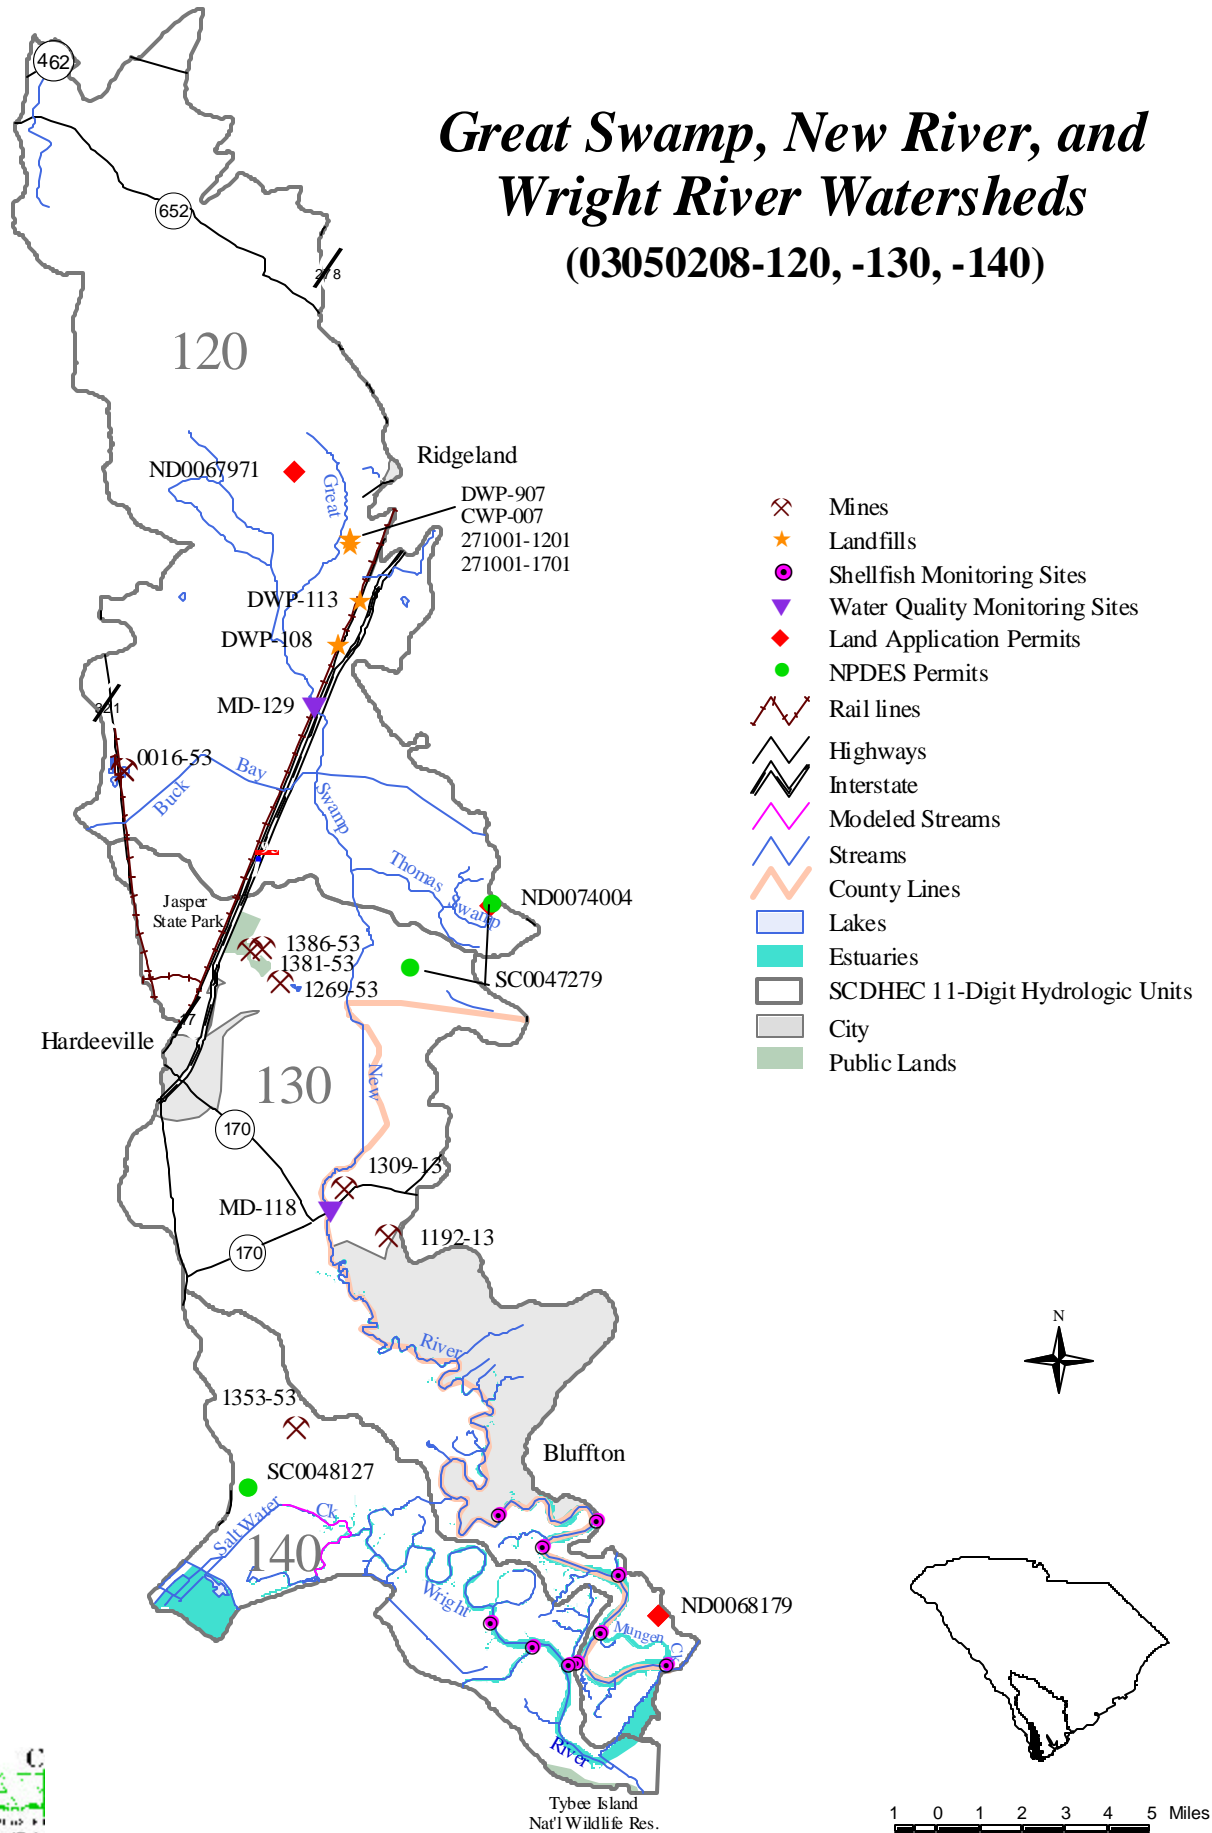 462
Great Swamp, New River, and
Wright River Watersheds
(03050208-120, -130, -140)
652
278
120
Ridgeland
ND0067971
Great
DWP-907
CWP-007
271001-1201
271001-1701
DWP-113
DWP-108
MD-129
0016-53
Buck
Bay
Swamp
Thomas
Swamp
ND0074004
Jasper
State Park
1386-53
1381-53
1269-53
SC0047279
17
Hardeeville
130
New
170
1309-13
MD-118
170
1192-13
River
1353-53
SC0048127
Bluffton
Salt Water
Ck
140
Wright
ND0068179
Mungen
Ck
River
Tybee Island
Nat'l Wildlife Res.
Mines
Landfills
Shellfish Monitoring Sites
Water Quality Monitoring Sites
Land Application Permits
NPDES Permits
Rail lines
Highways
Interstate
Modeled Streams
Streams
County Lines
Lakes
Estuaries
SCDHEC 11-Digit Hydrologic Units
City
Public Lands
N
C
1 0 1 2 3 4 5 Miles